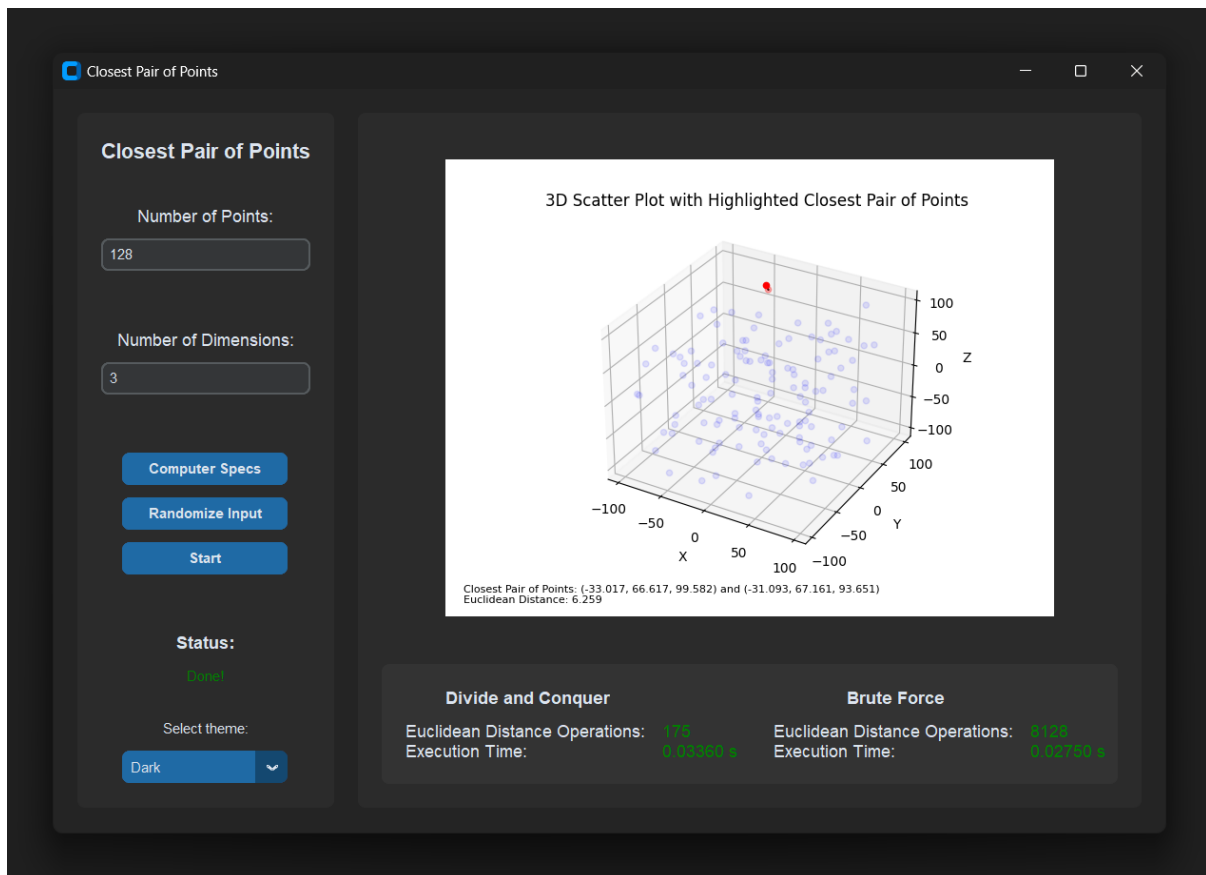 Closest Pair of Points
Closest Pair of Points
Number of Points:
128
Number of Dimensions:
3
Computer Specs
Randomize Input
Start
Status:
Done!
Select theme:
Dark
3D Scatter Plot with Highlighted Closest Pair of Points
100
50
0
−50
−100
Z
100
50
0
−50
−100
Y
−100
−50
0
50
100
X
Closest Pair of Points: (-33.017, 66.617, 99.582) and (-31.093, 67.161, 93.651)
Euclidean Distance: 6.259
Divide and Conquer
Euclidean Distance Operations: 175
Execution Time: 0.03360 s
Brute Force
Euclidean Distance Operations: 8128
Execution Time: 0.02750 s